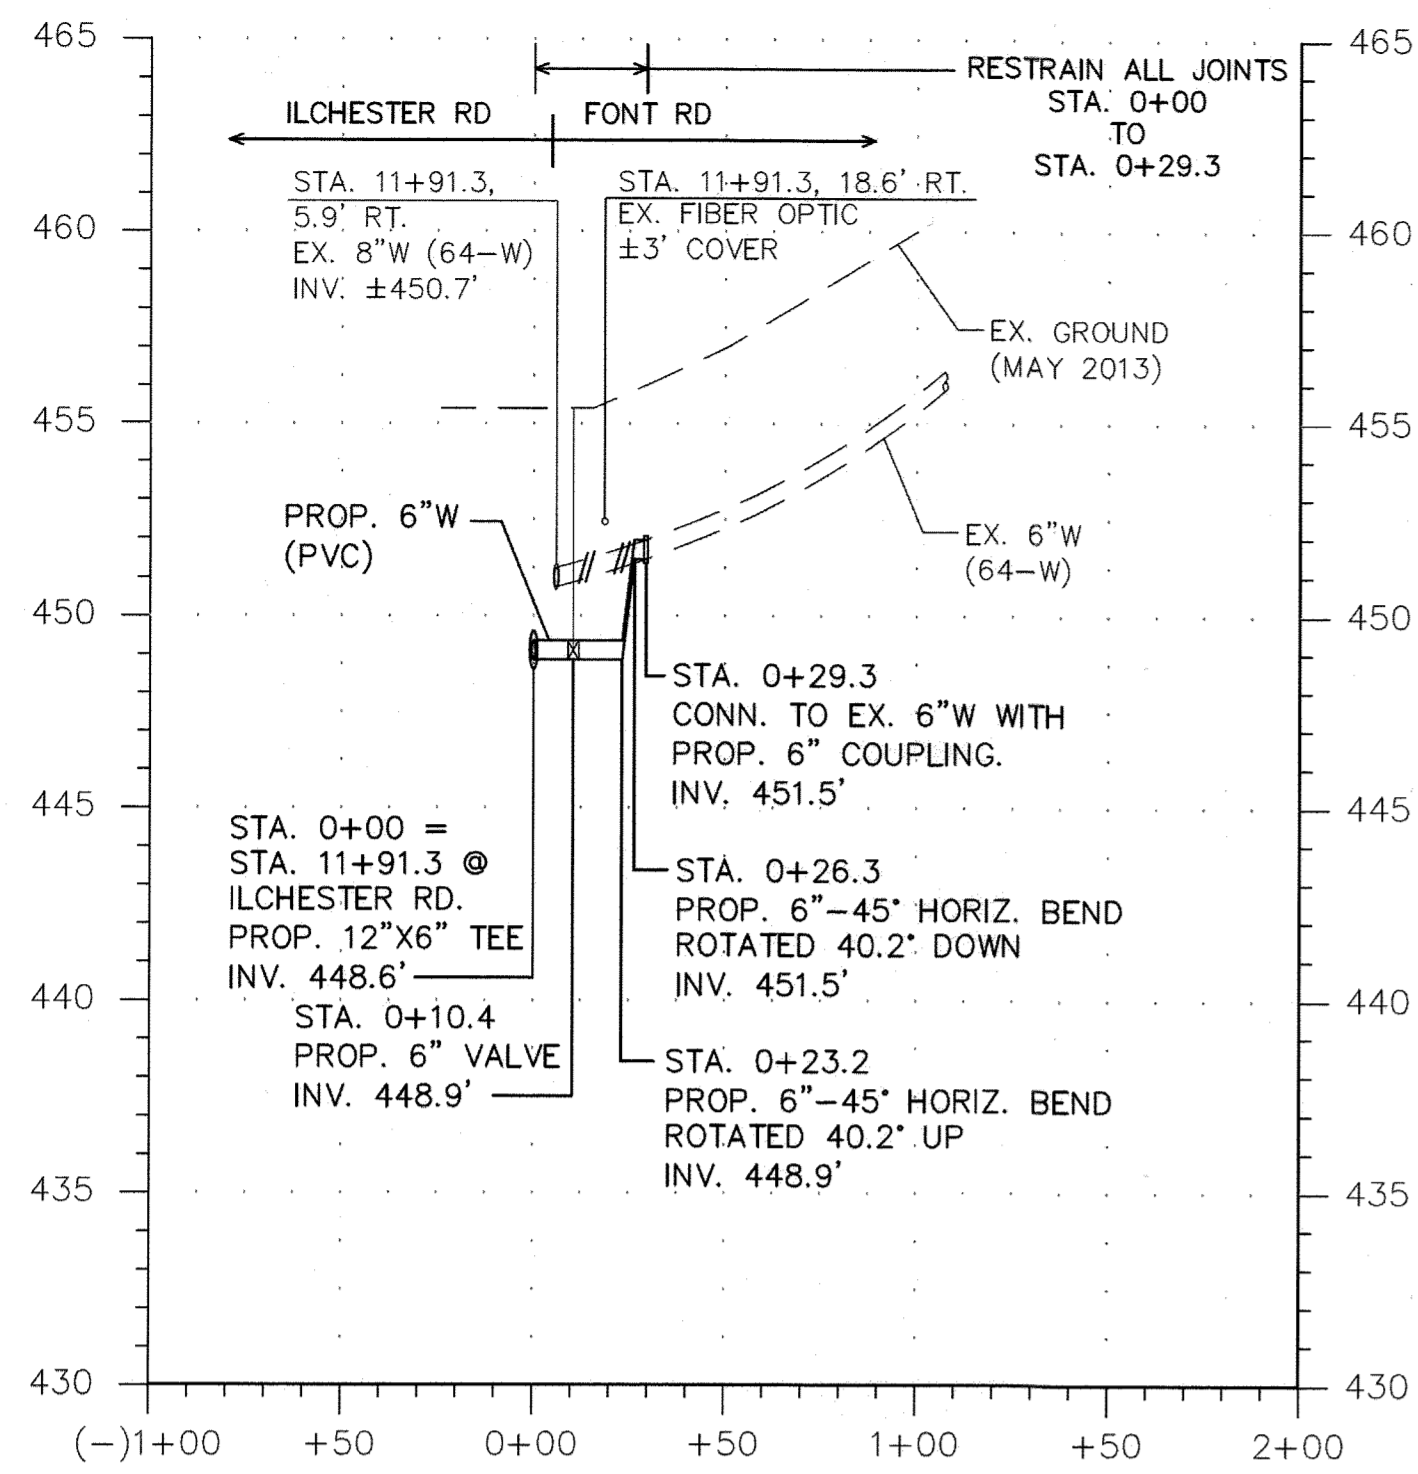 465
465
RESTRAIN ALL JOINTS
STA. 0+00
TO
STA. 0+29.3
ILCHESTER RD
FONT RD
STA. 11+91.3,
5.9' RT.
EX. 8"W (64-W)
INV. ±450.7'
STA. 11+91.3, 18.6' RT.
EX. FIBER OPTIC
±3' COVER
460
460
EX. GROUND
(MAY 2013)
455
455
PROP. 6"W
(PVC)
EX. 6"W
(64-W)
450
450
STA. 0+29.3
CONN. TO EX. 6"W WITH
PROP. 6" COUPLING.
INV. 451.5'
445
445
STA. 0+00 =
STA. 11+91.3 @
ILCHESTER RD.
PROP. 12"X6" TEE
INV. 448.6'
STA. 0+26.3
PROP. 6"-45° HORIZ. BEND
ROTATED 40.2° DOWN
INV. 451.5'
440
440
STA. 0+10.4
PROP. 6" VALVE
INV. 448.9'
STA. 0+23.2
PROP. 6"-45° HORIZ. BEND
ROTATED 40.2° UP
INV. 448.9'
435
435
430
430
(-)1+00 +50 0+00 +50 1+00 +50 2+00